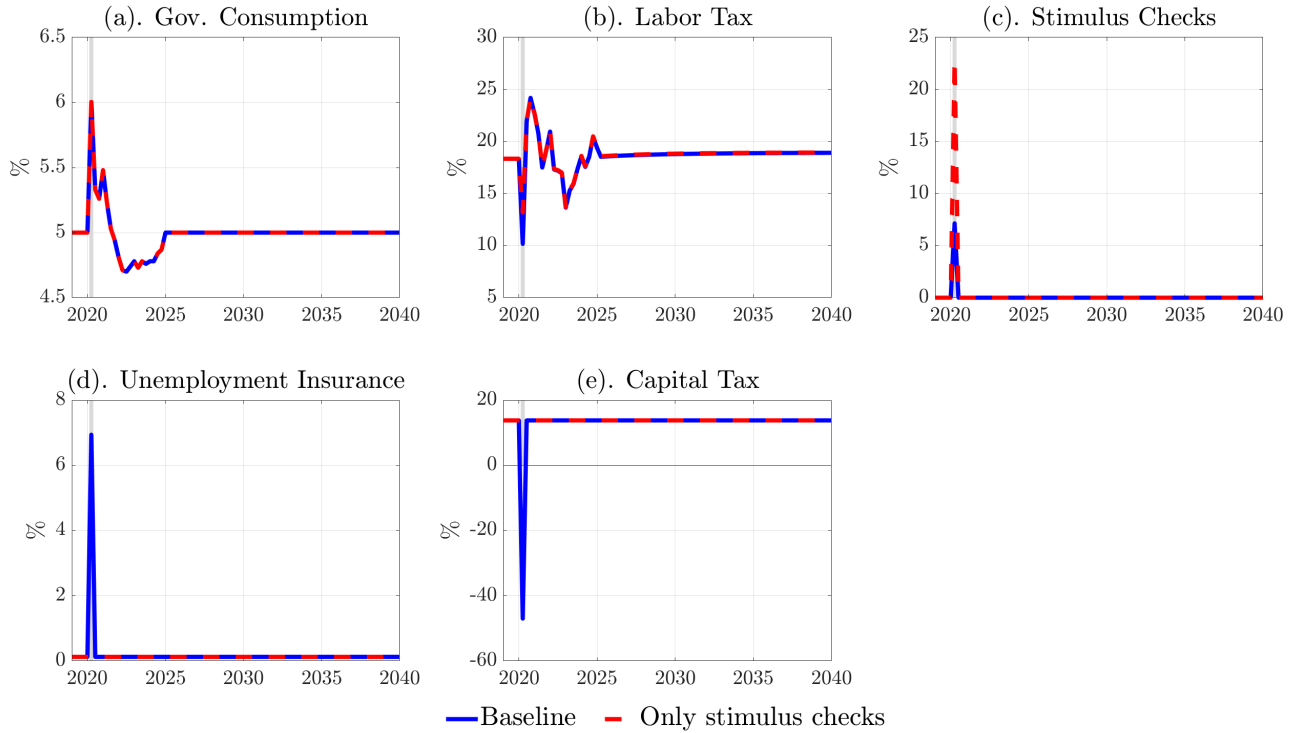 (a). Gov. Consumption
6.5
6
5.5
5
4.5
%
2020 2025 2030 2035 2040
(b). Labor Tax
30
25
20
15
10
5
%
2020 2025 2030 2035 2040
(c). Stimulus Checks
25
20
15
10
5
0
%
2020 2025 2030 2035 2040
(d). Unemployment Insurance
8
6
4
2
0
%
2020 2025 2030 2035 2040
(e). Capital Tax
20
0
-20
-40
-60
%
2020 2025 2030 2035 2040
Baseline Only stimulus checks